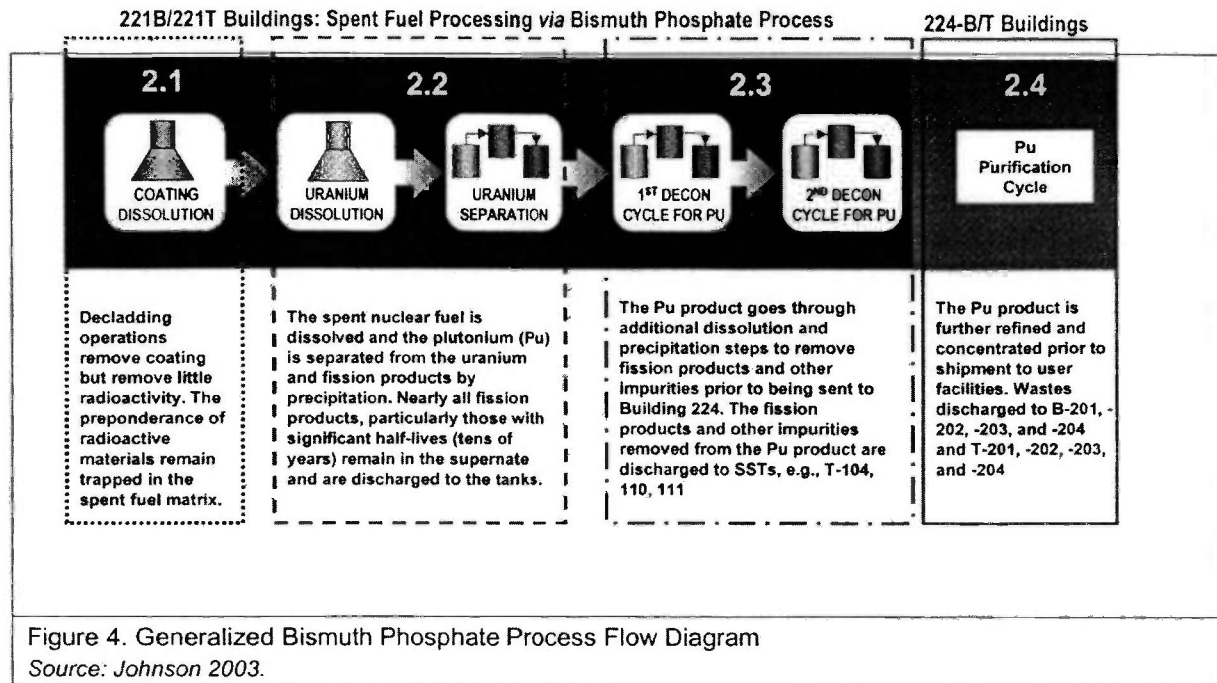 221B/221T Buildings: Spent Fuel Processing via Bismuth Phosphate Process
224-B/T Buildings
2.1
2.2
2.3
2.4
COATING
DISSOLUTION
URANIUM
DISSOLUTION
URANIUM
SEPARATION
1ST DECON
CYCLE FOR PU
2ND DECON
CYCLE FOR PU
Pu
Purification
Cycle
Decladding
operations
remove coating
but remove little
radioactivity. The
preponderance of
radioactive
materials remain
trapped in the
spent fuel matrix.
The spent nuclear fuel is
dissolved and the plutonium (Pu)
is separated from the uranium
and fission products by
precipitation. Nearly all fission
products, particularly those with
significant half-lives (tens of
years) remain in the supernate
and are discharged to the tanks.
The Pu product goes through
additional dissolution and
precipitation steps to remove
fission products and other
impurities prior to being sent to
Building 224. The fission
products and other impurities
removed from the Pu product are
discharged to SSTs, e.g., T-104,
110, 111
The Pu product is
further refined and
concentrated prior to
shipment to user
facilities. Wastes
discharged to B-201, -
202, -203, and -204
and T-201, -202, -203,
and -204
Figure 4. Generalized Bismuth Phosphate Process Flow Diagram
Source: Johnson 2003.